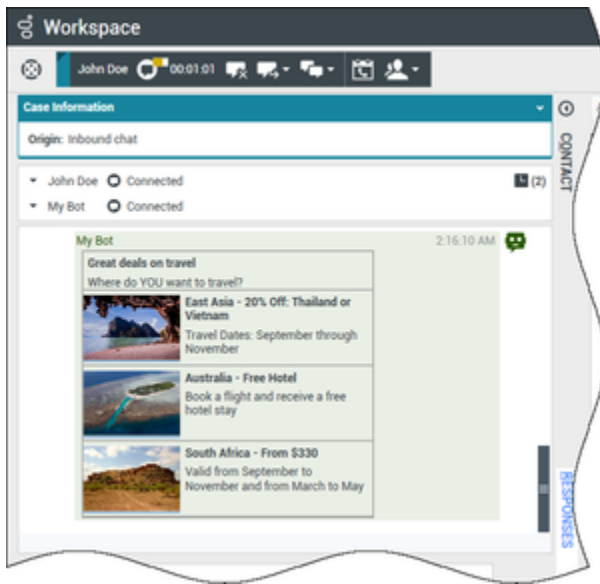 Workspace
John Doe 00:01:01
Case Information
Origin: Inbound chat
John Doe Connected
(2)
My Bot Connected
CONTACT
My Bot 2:16:10 AM
Great deals on travel
Where do YOU want to travel?
East Asia - 20% Off: Thailand or
Vietnam
Travel Dates: September through
November
Australia - Free Hotel
Book a flight and receive a free
hotel stay
South Africa - From $330
Valid from September to
November and from March to May
RESPONSES